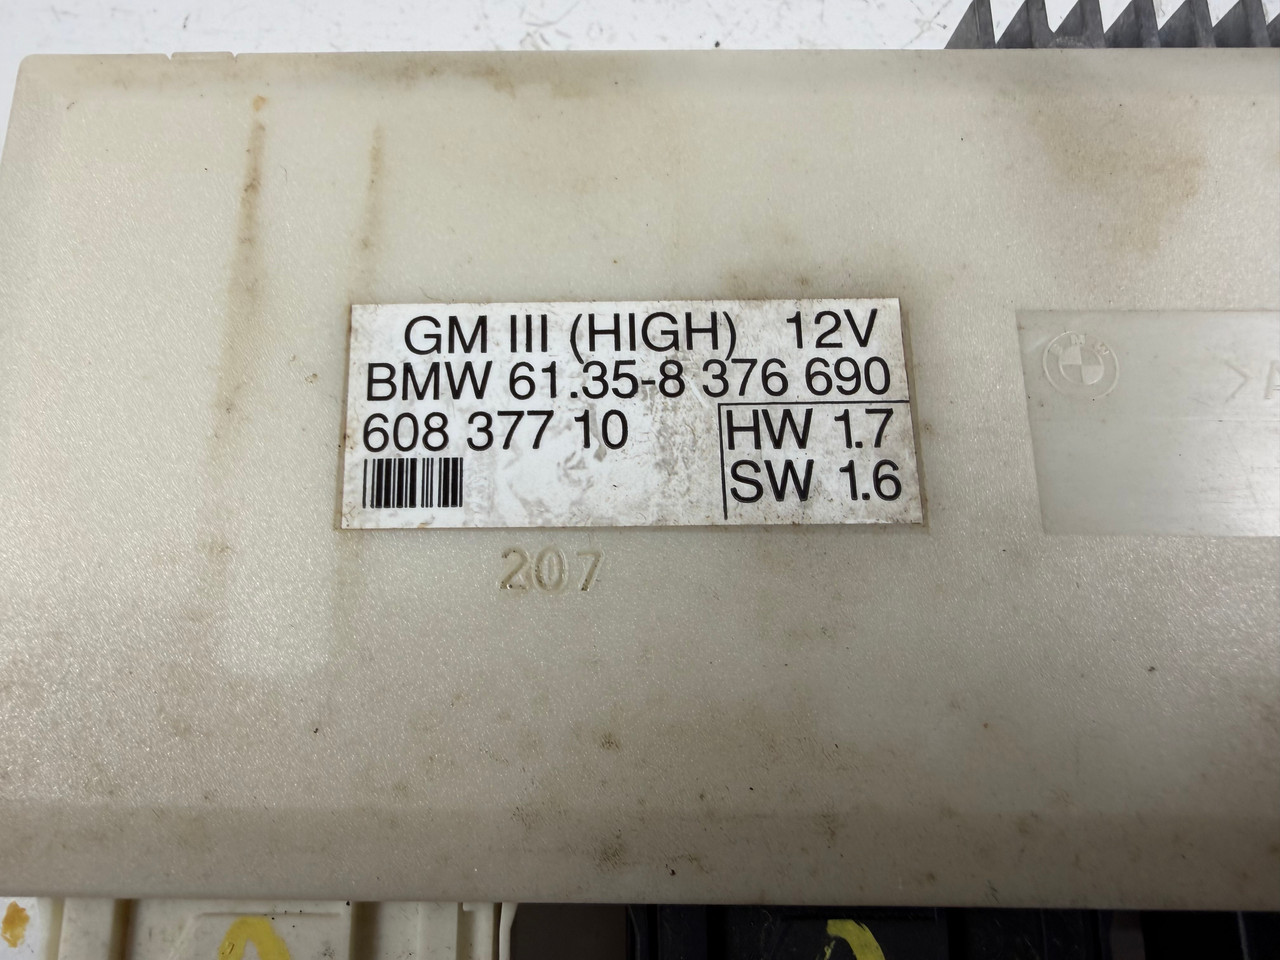 GM III (HIGH) 12V
BMW 61.35-8 376 690
608 377 10
HW 1.7
SW 1.6
207
BMW
>A